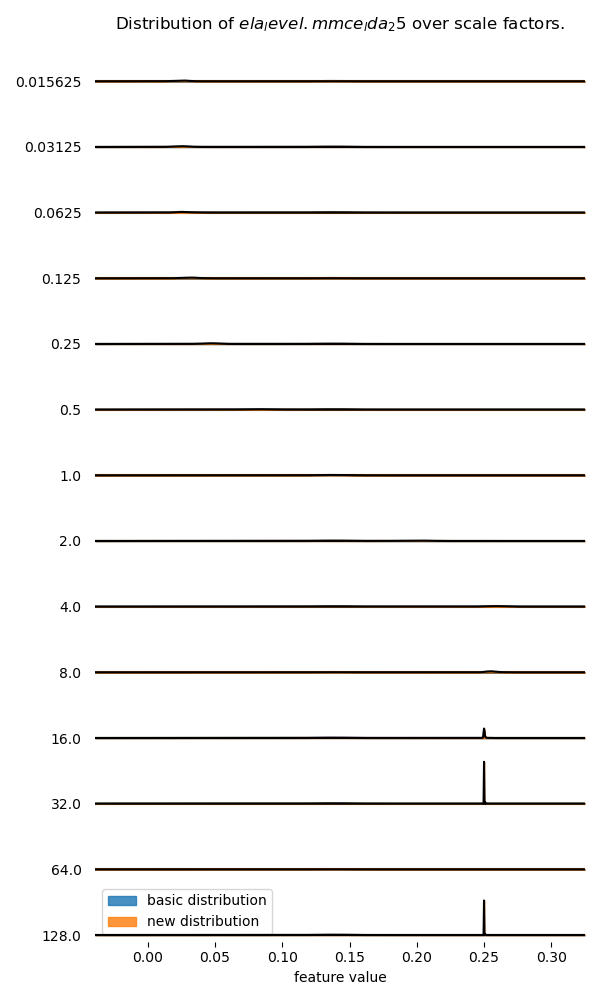 Distribution of elaₗevel.mmceₗda₂5 over scale factors.
0.015625
0.03125
0.0625
0.125
0.25
0.5
1.0
2.0
4.0
8.0
16.0
32.0
64.0
basic distribution
new distribution
128.0
0.00 0.05 0.10 0.15 0.20 0.25 0.30
feature value